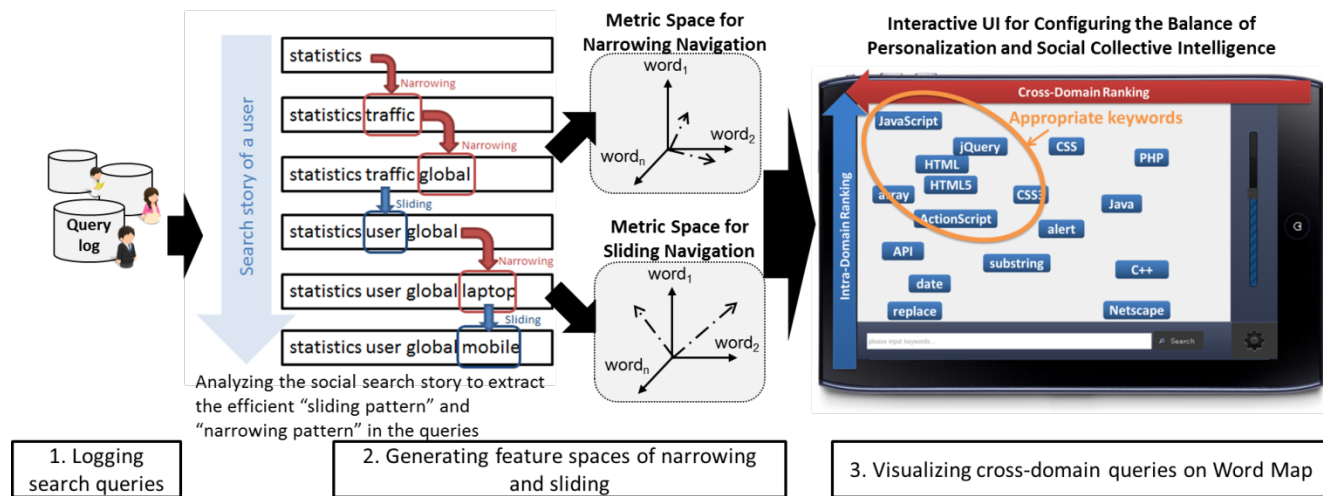 Query
log
Search story of a user
statistics
Narrowing
statistics traffic
Narrowing
statistics traffic global
Sliding
statistics user global
Narrowing
statistics user global laptop
Sliding
statistics user global mobile
Analyzing the social search story to extract
the efficient “sliding pattern” and
“narrowing pattern” in the queries
Metric Space for
Narrowing Navigation
word1
word2
wordn
Metric Space for
Sliding Navigation
word1
word2
wordn
Interactive UI for Configuring the Balance of
Personalization and Social Collective Intelligence
Cross-Domain Ranking
Intra-Domain Ranking
Appropriate keywords
JavaScript
jQuery
CSS
PHP
HTML
HTML5
array
CSS3
Java
ActionScript
alert
API
substring
C++
date
replace
Netscape
please input keywords...
Search
1. Logging
search queries
2. Generating feature spaces of narrowing
and sliding
3. Visualizing cross-domain queries on Word Map